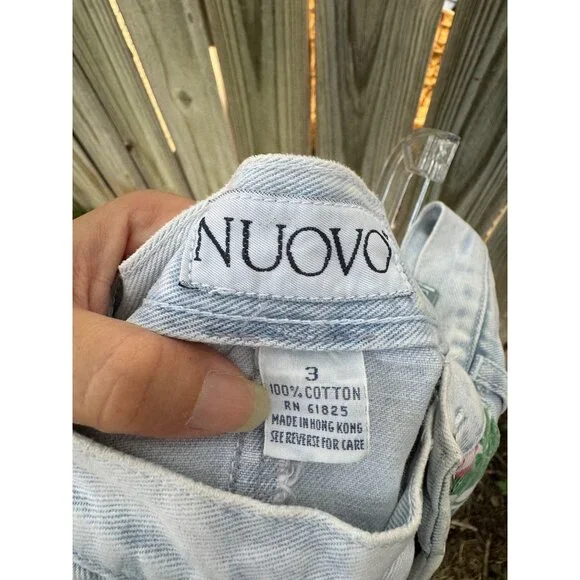 NUOVO
3
100% COTTON
RN 61825
MADE IN HONG KONG
SEE REVERSE FOR CARE